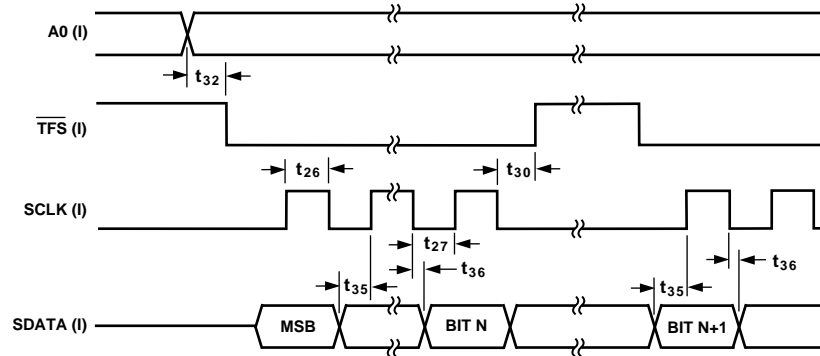 A0 (I)
t32
TFS (I)
t26
t30
SCLK (I)
t27
t36
t36
t35
t35
SDATA (I)
MSB
BIT N
BIT N+1